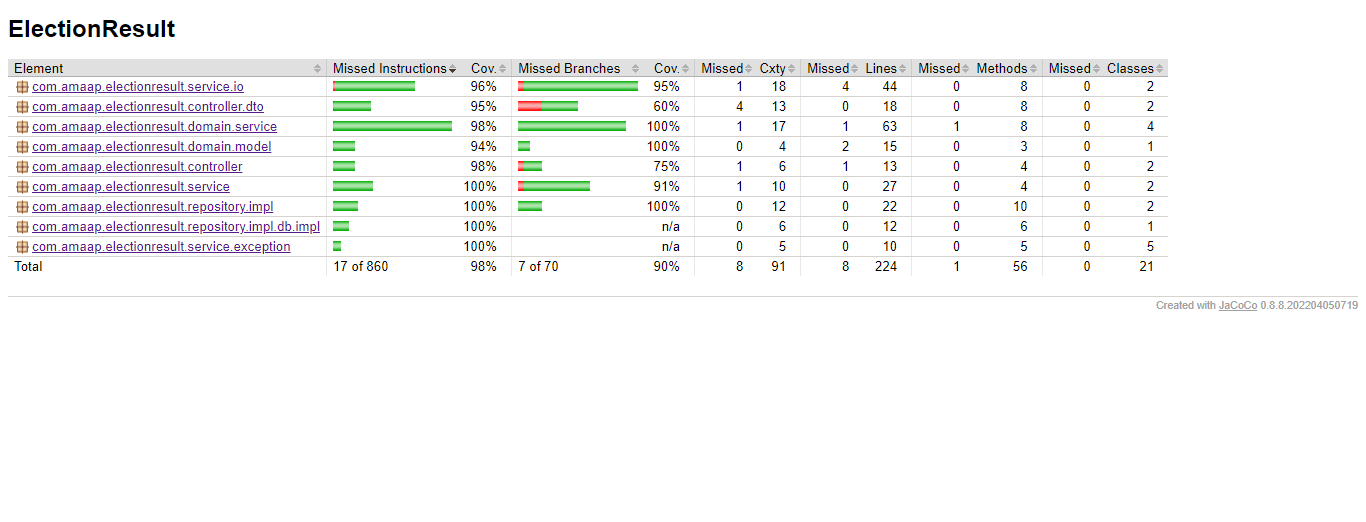 ElectionResult
Element Missed Instructions Cov. Missed Branches Cov. Missed Cxty Missed Lines Missed Methods Missed Classes
com.amaap.electionresult.service.io 96% 95% 1 18 4 44 0 8 0 2
com.amaap.electionresult.controller.dto 95% 60% 4 13 0 18 0 8 0 2
com.amaap.electionresult.domain.service 98% 100% 1 17 1 63 1 8 0 4
com.amaap.electionresult.domain.model 94% 100% 0 4 2 15 0 3 0 1
com.amaap.electionresult.controller 98% 75% 1 6 1 13 0 4 0 2
com.amaap.electionresult.service 100% 91% 1 10 0 27 0 4 0 2
com.amaap.electionresult.repository.impl 100% 100% 0 12 0 22 0 10 0 2
com.amaap.electionresult.repository.impl.db.impl 100% n/a 0 6 0 12 0 6 0 1
com.amaap.electionresult.service.exception 100% n/a 0 5 0 10 0 5 0 5
Total 17 of 860 98% 7 of 70 90% 8 91 8 224 1 56 0 21
Created with JaCoCo 0.8.8.202204050719